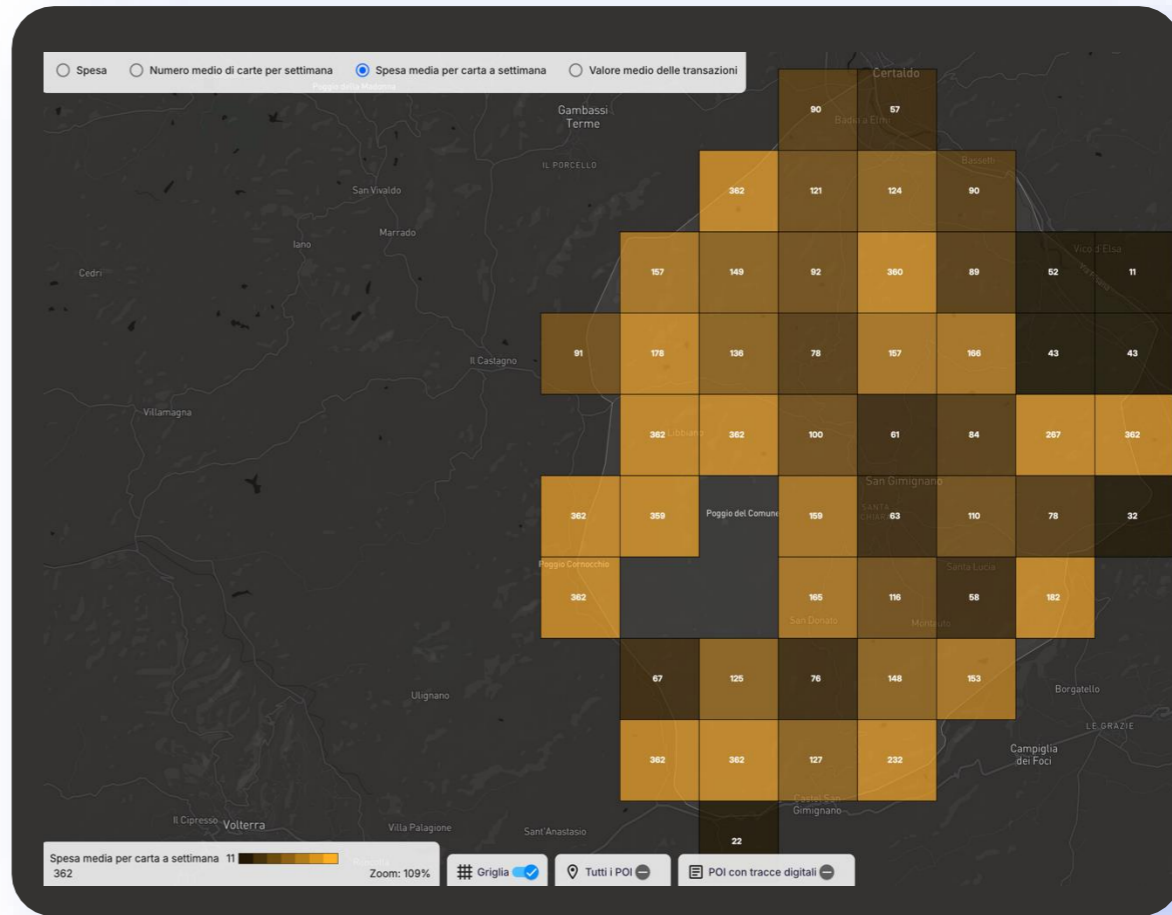 Spesa Numero medio di carte per settimana Spesa media per carta a settimana Valore medio delle transazioni
Certaldo
Gambassi
Terme
90 57
Badia a Elmi
IL PORCELLO
Bassetti
San Vivaldo
362 121 124 90
Marrado
Iano
Vico d'Elsa
Cedri
157 149 92 360 89 52 11
91 178 136 78 157 166 43 43
Il Castagno
Villamagna
362 Libbiano 362 100 61 84 267 362
San Gimignano
Poggio del Comune
SANTA
362 359 159 63 110 78 32
Poggio Cornocchio
Santa Lucia
362 165 116 58 182
San Donato
Montauto
67 125 76 148 153
Ulignano
Borgatello
LE GRAZIE
Campiglia
dei Foci
362 362 127 232
Castel San
Gimignano
Il Cipresso
Volterra
Villa Palagione
Sant'Anastasio
22
Spesa media per carta a settimana 11
362
Zoom: 109%
Griglia
Tutti i POI
POI con tracce digitali